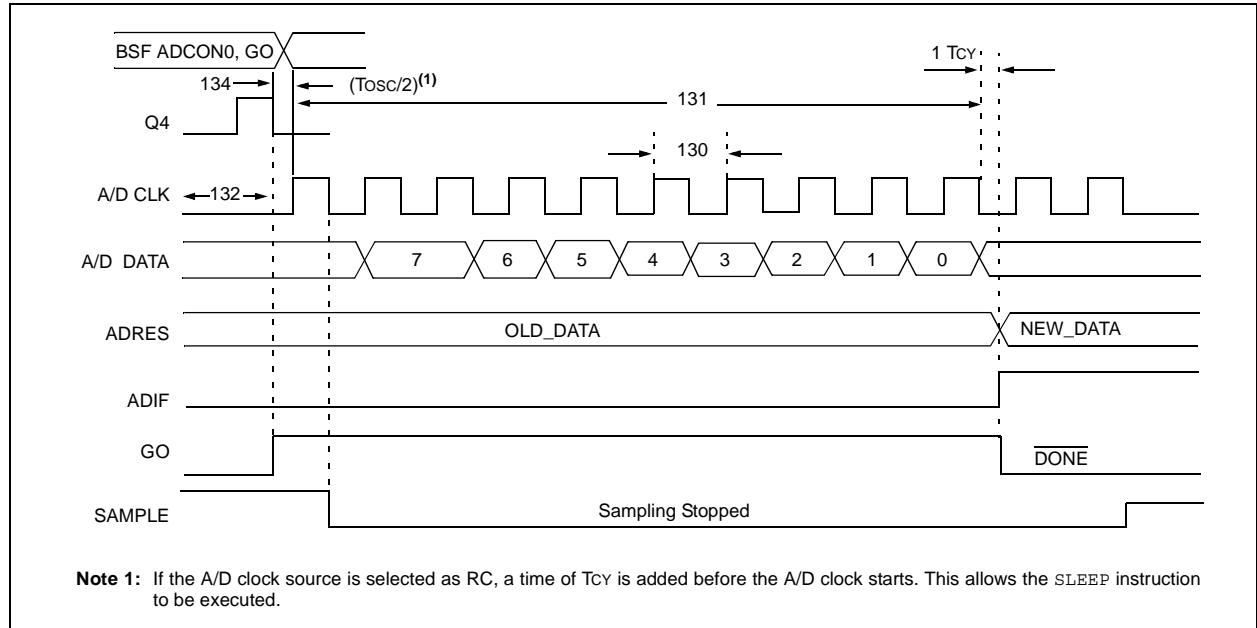 BSF ADCON0, GO
1 TCY
134
(TOSC/2)(1)
131
Q4
130
A/D CLK
132
A/D DATA
7 6 5 4 3 2 1 0
ADRES
OLD_DATA
NEW_DATA
ADIF
GO
DONE
SAMPLE
Sampling Stopped
Note 1: If the A/D clock source is selected as RC, a time of TCY is added before the A/D clock starts. This allows the SLEEP instruction
to be executed.